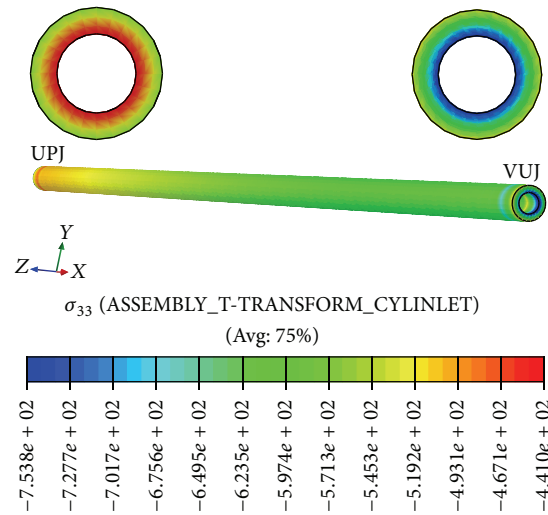 UPJ
VUJ
Y
Z
X
σ33 (ASSEMBLY_T-TRANSFORM_CYLINLET)
(Avg: 75%)
−7.538e + 02
−7.277e + 02
−7.017e + 02
−6.756e + 02
−6.495e + 02
−6.235e + 02
−5.974e + 02
−5.713e + 02
−5.453e + 02
−5.192e + 02
−4.931e + 02
−4.671e + 02
−4.410e + 02